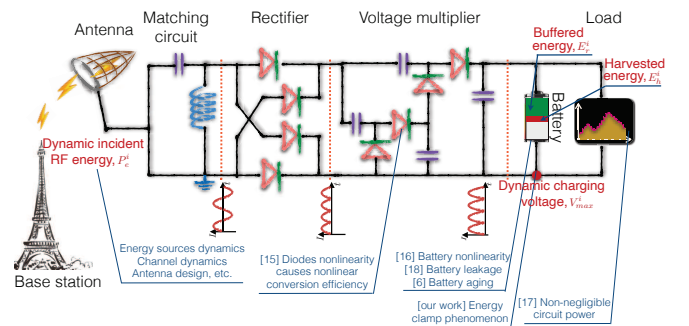 Antenna
Matching
circuit
Rectifier
Voltage multiplier
Load
Buffered
energy, E_r^i
Harvested
energy, E_h^i
Battery
Dynamic incident
RF energy, P_e^i
Dynamic charging
voltage, V_max^i
Base station
Energy sources dynamics
Channel dynamics
Antenna design, etc.
[15] Diodes nonlinearity
causes nonlinear
conversion efficiency
[16] Battery nonlinearity
[18] Battery leakage
[6] Battery aging
[our work] Energy
clamp phenomenon
[17] Non-negligible
circuit power